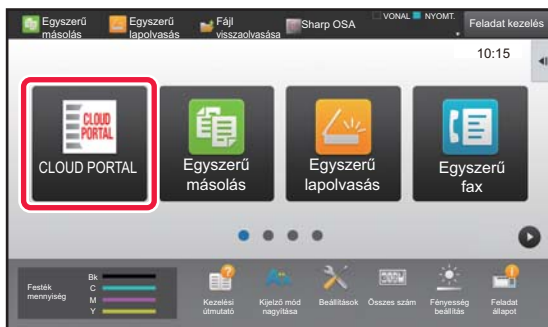 Egyszerű
másolás
Egyszerű
lapolvasás
Fájl
visszaolvasása
Sharp OSA
VONAL
NYOMT.
Feladat kezelés
10:15
CLOUD
PORTAL
CLOUD PORTAL
Egyszerű
másolás
Egyszerű
lapolvasás
Egyszerű
fax
Festék
mennyiség
Bk
C
M
Y
Kezelési
útmutató
Kijelző mód
nagyítása
Beállítások
Összes szám
Fényesség
beállítás
Feladat
állapot